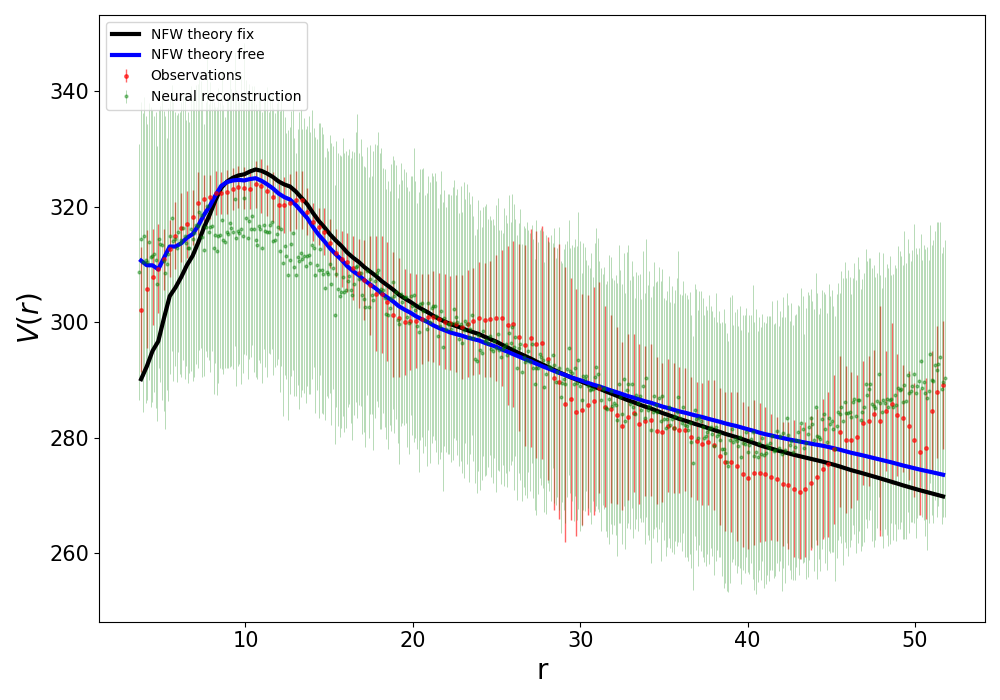 NFW theory fix
NFW theory free
Observations
Neural reconstruction
340
320
300
280
260
V(r)
10 20 30 40 50
r